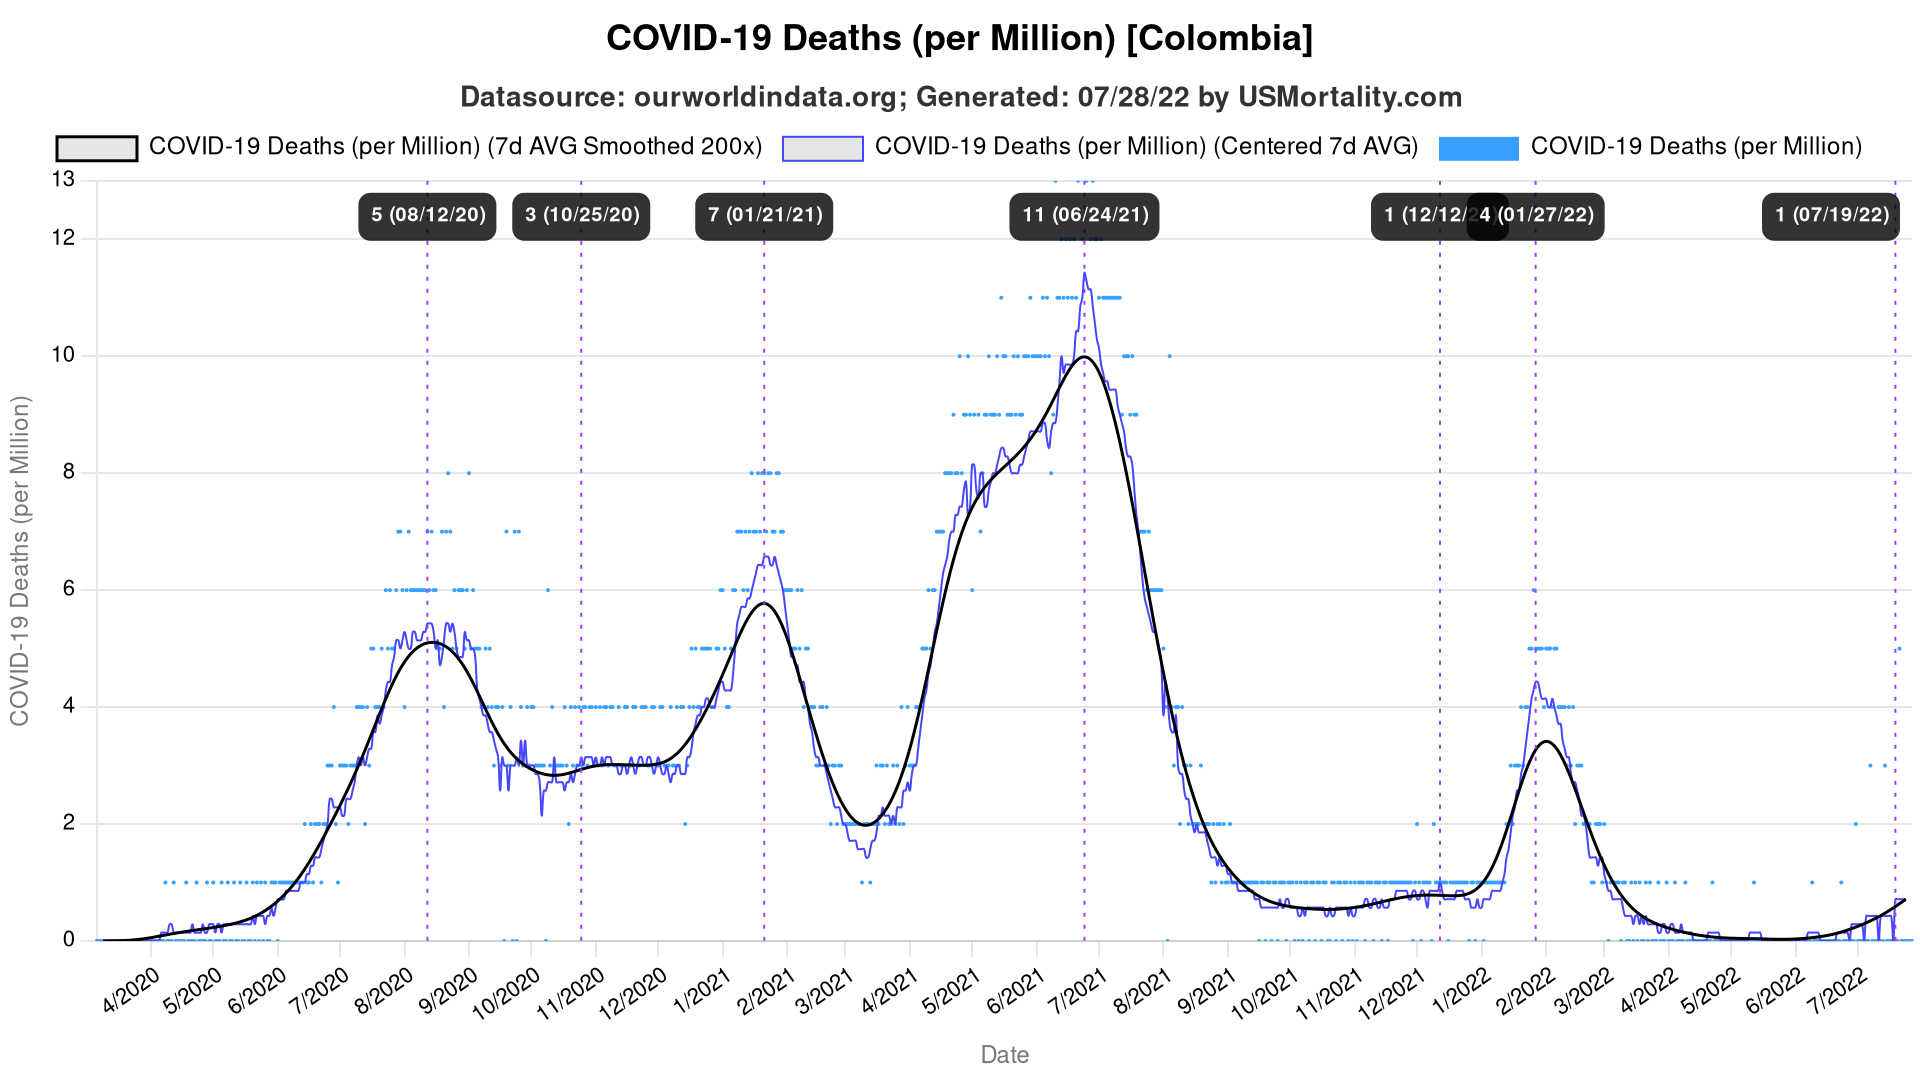 COVID-19 Deaths (per Million) [Colombia]
Datasource: ourworldindata.org; Generated: 07/28/22 by USMortality.com
COVID-19 Deaths (per Million) (7d AVG Smoothed 200x) COVID-19 Deaths (per Million) (Centered 7d AVG) COVID-19 Deaths (per Million)
13
5 (08/12/20) 3 (10/25/20) 7 (01/21/21) 11 (06/24/21) 1 (12/12/ 4 (01/27/22) 1 (07/19/22)
12
10
8
6
4
2
0
COVID-19 Deaths (per Million)
4/2020 5/2020 6/2020 7/2020 8/2020 9/2020 10/2020 11/2020 12/2020 1/2021 2/2021 3/2021 4/2021 5/2021 6/2021 7/2021 8/2021 9/2021 10/2021 11/2021 12/2021 1/2022 2/2022 3/2022 4/2022 5/2022 6/2022 7/2022
Date